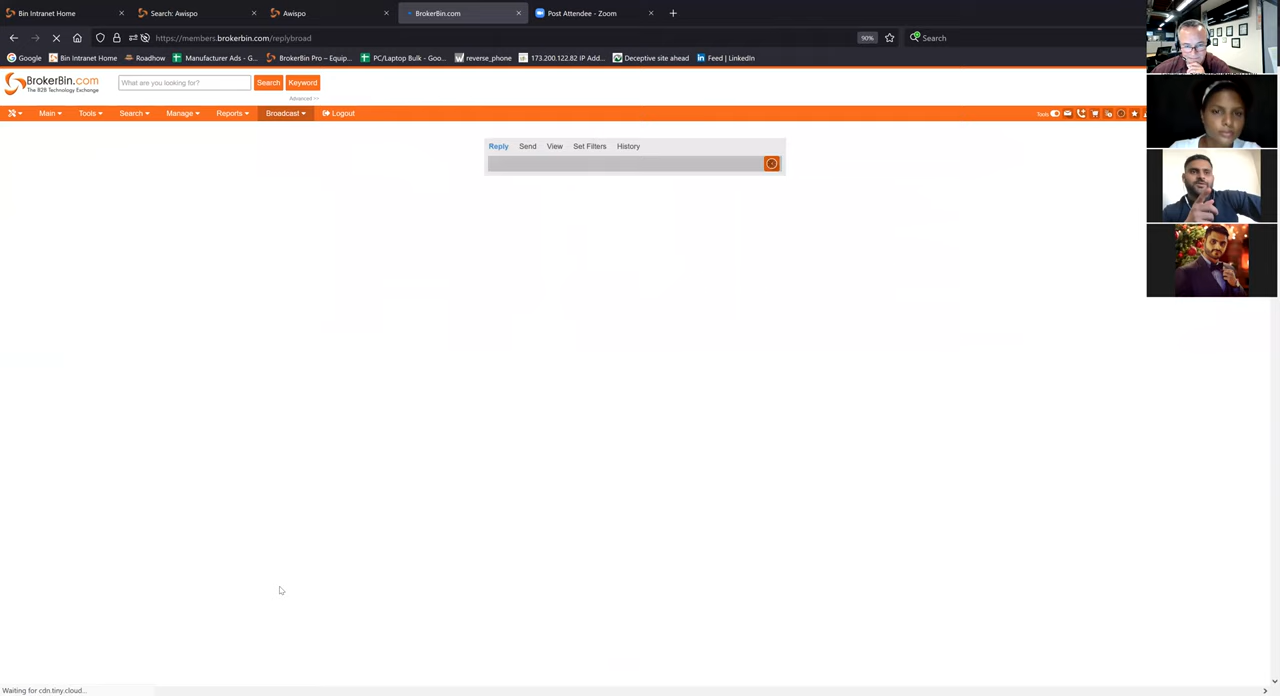 Bin Intranet Home
Search: Awispo
Awispo
BrokerBin.com
Post Attendee - Zoom
https://members.brokerbin.com/replybroad
90%
Search
Google
Bin Intranet Home
Roadhow
Manufacturer Ads - G...
BrokerBin Pro – Equip...
PC/Laptop Bulk - Goo...
reverse_phone
173.200.122.82 IP Add...
Deceptive site ahead
Feed | LinkedIn
BrokerBin.com
The B2B Technology Exchange
What are you looking for?
Search
Keyword
Advanced >>
Main
Tools
Search
Manage
Reports
Broadcast
Logout
Tools
Reply
Send
View
Set Filters
History
Waiting for cdn.tiny.cloud...